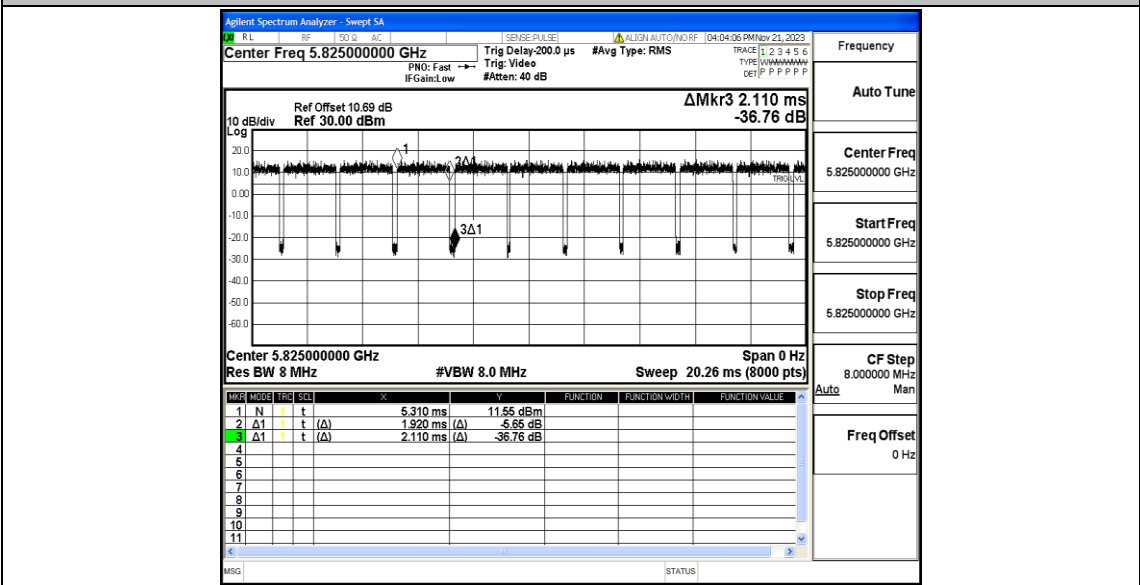 Agilent Spectrum Analyzer - Swept SA
RL RF 50 Ω AC SENSE:PULSE ALIGN AUTO/NO RF 04:04:06 PM Nov 21, 2023
Center Freq 5.825000000 GHz
PNO: Fast
IFGain:Low
Trig Delay-200.0 µs
Trig: Video
#Atten: 40 dB
#Avg Type: RMS
TRACE 1 2 3 4 5 6
TYPE WWWWWW
DET P P P P P P
ΔMkr3 2.110 ms
-36.76 dB
Ref Offset 10.69 dB
10 dB/div Ref 30.00 dBm
Log
20.0
10.0
0.00
-10.0
-20.0
-30.0
-40.0
-50.0
-60.0
1
3Δ1
TRIG LVL
Center 5.825000000 GHz Span 0 Hz
Res BW 8 MHz #VBW 8.0 MHz Sweep 20.26 ms (8000 pts)
MKR MODE TRC SCL X Y FUNCTION FUNCTION WIDTH FUNCTION VALUE
1 N 1 t 5.310 ms 11.55 dBm
2 Δ1 1 t (Δ) 1.920 ms (Δ) -5.65 dB
3 Δ1 1 t (Δ) 2.110 ms (Δ) -36.76 dB
4
5
6
7
8
9
10
11
MSG STATUS
Frequency
Auto Tune
Center Freq
5.825000000 GHz
Start Freq
5.825000000 GHz
Stop Freq
5.825000000 GHz
CF Step
8.000000 MHz
Auto Man
Freq Offset
0 Hz